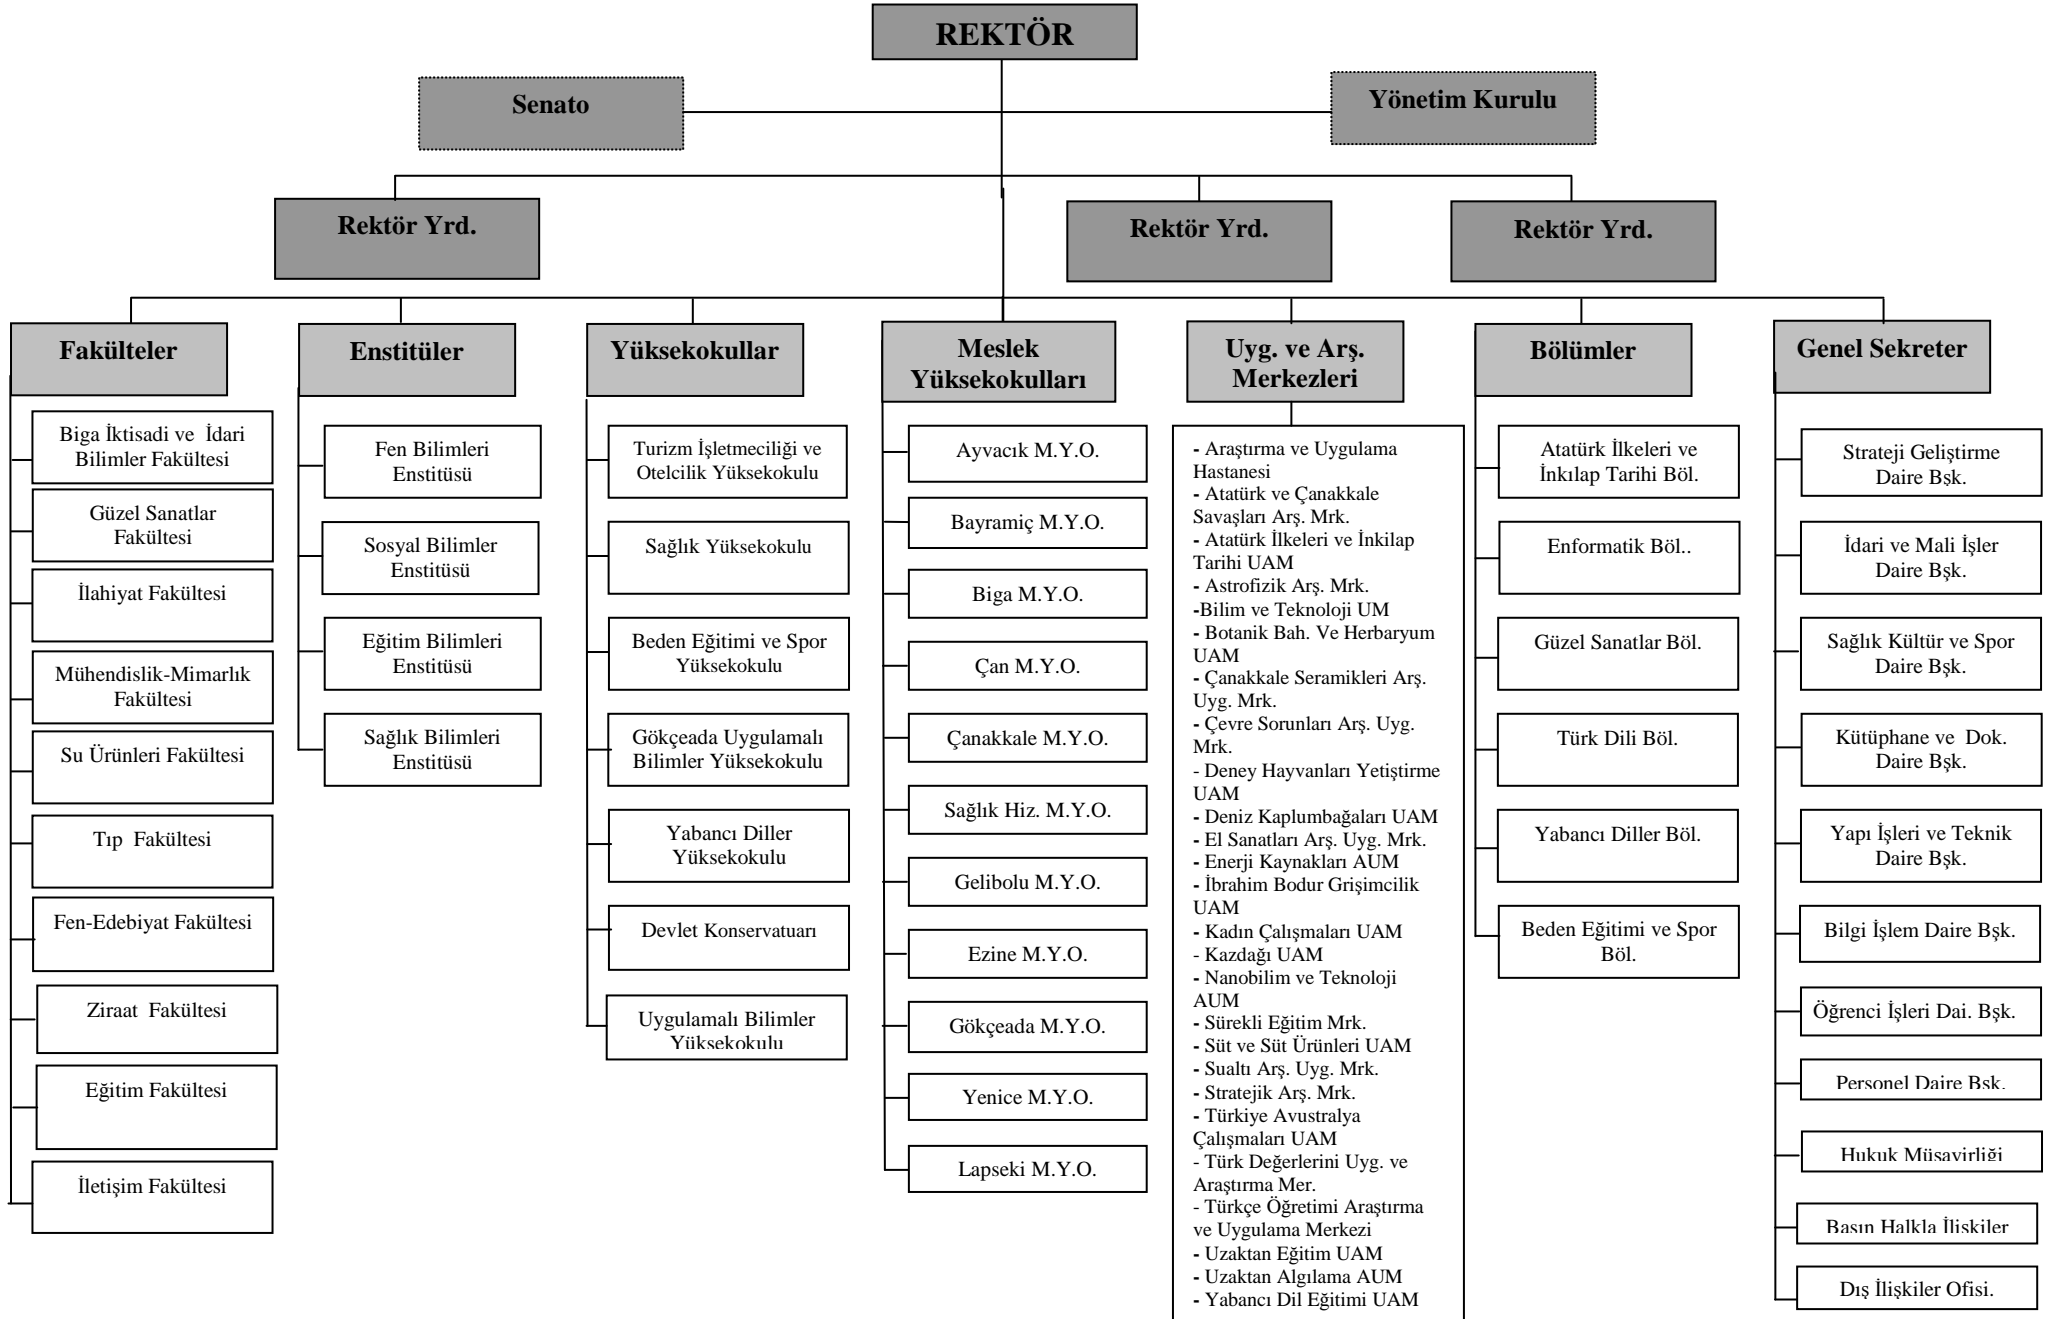 REKTÖR
Senato
Yönetim Kurulu
Rektör Yrd.
Rektör Yrd.
Rektör Yrd.
Fakülteler
Biga İktisadi ve İdari
Bilimler Fakültesi
Güzel Sanatlar
Fakültesi
İlahiyat Fakültesi
Mühendislik-Mimarlık
Fakültesi
Su Ürünleri Fakültesi
Tıp Fakültesi
Fen-Edebiyat Fakültesi
Ziraat Fakültesi
Eğitim Fakültesi
İletişim Fakültesi
Enstitüler
Fen Bilimleri
Enstitüsü
Sosyal Bilimler
Enstitüsü
Eğitim Bilimleri
Enstitüsü
Sağlık Bilimleri
Enstitüsü
Yüksekokullar
Turizm İşletmeciliği ve
Otelcilik Yüksekokulu
Sağlık Yüksekokulu
Beden Eğitimi ve Spor
Yüksekokulu
Gökçeada Uygulamalı
Bilimler Yüksekokulu
Yabancı Diller
Yüksekokulu
Devlet Konservatuarı
Uygulamalı Bilimler
Yüksekokulu
Meslek
Yüksekokulları
Ayvacık M.Y.O.
Bayramiç M.Y.O.
Biga M.Y.O.
Çan M.Y.O.
Çanakkale M.Y.O.
Sağlık Hiz. M.Y.O.
Gelibolu M.Y.O.
Ezine M.Y.O.
Gökçeada M.Y.O.
Yenice M.Y.O.
Lapseki M.Y.O.
Uyg. ve Arş.
Merkezleri
- Araştırma ve Uygulama
Hastanesi
- Atatürk ve Çanakkale
Savaşları Arş. Mrk.
- Atatürk İlkeleri ve İnkilap
Tarihi UAM
- Astrofizik Arş. Mrk.
-Bilim ve Teknoloji UM
- Botanik Bah. Ve Herbaryum
UAM
- Çanakkale Seramikleri Arş.
Uyg. Mrk.
- Çevre Sorunları Arş. Uyg.
Mrk.
- Deney Hayvanları Yetiştirme
UAM
- Deniz Kaplumbağaları UAM
- El Sanatları Arş. Uyg. Mrk.
- Enerji Kaynakları AUM
- İbrahim Bodur Grişimcilik
UAM
- Kadın Çalışmaları UAM
- Kazdağı UAM
- Nanobilim ve Teknoloji
AUM
- Sürekli Eğitim Mrk.
- Süt ve Süt Ürünleri UAM
- Sualtı Arş. Uyg. Mrk.
- Stratejik Arş. Mrk.
- Türkiye Avustralya
Çalışmaları UAM
- Türk Değerlerini Uyg. ve
Araştırma Mer.
- Türkçe Öğretimi Araştırma
ve Uygulama Merkezi
- Uzaktan Eğitim UAM
- Uzaktan Algılama AUM
- Yabancı Dil Eğitimi UAM
Bölümler
Atatürk İlkeleri ve
İnkılap Tarihi Böl.
Enformatik Böl..
Güzel Sanatlar Böl.
Türk Dili Böl.
Yabancı Diller Böl.
Beden Eğitimi ve Spor
Böl.
Genel Sekreter
Strateji Geliştirme
Daire Bşk.
İdari ve Mali İşler
Daire Bşk.
Sağlık Kültür ve Spor
Daire Bşk.
Kütüphane ve Dok.
Daire Bşk.
Yapı İşleri ve Teknik
Daire Bşk.
Bilgi İşlem Daire Bşk.
Öğrenci İşleri Dai. Bşk.
Personel Daire Bşk.
Hukuk Müşavirliği
Basın Halkla İlişkiler
Dış İlişkiler Ofisi.